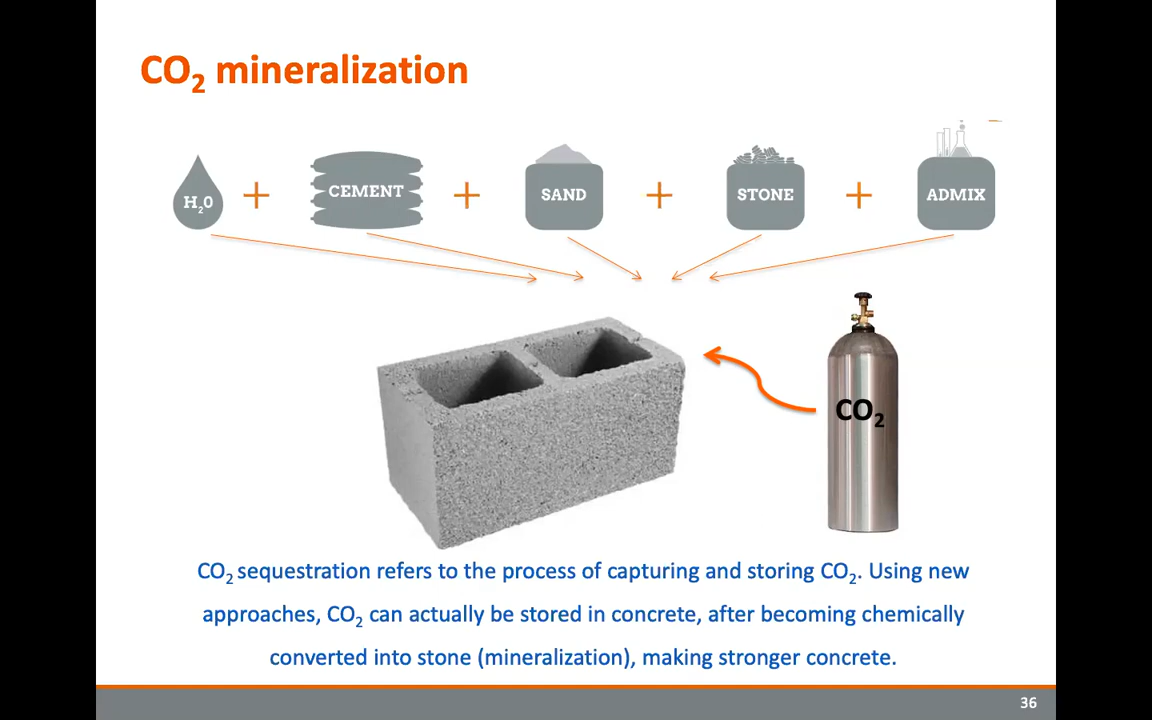 CO₂ mineralization
H₂0 + CEMENT + SAND + STONE + ADMIX
CO₂
CO₂ sequestration refers to the process of capturing and storing CO₂. Using new
approaches, CO₂ can actually be stored in concrete, after becoming chemically
converted into stone (mineralization), making stronger concrete.
36